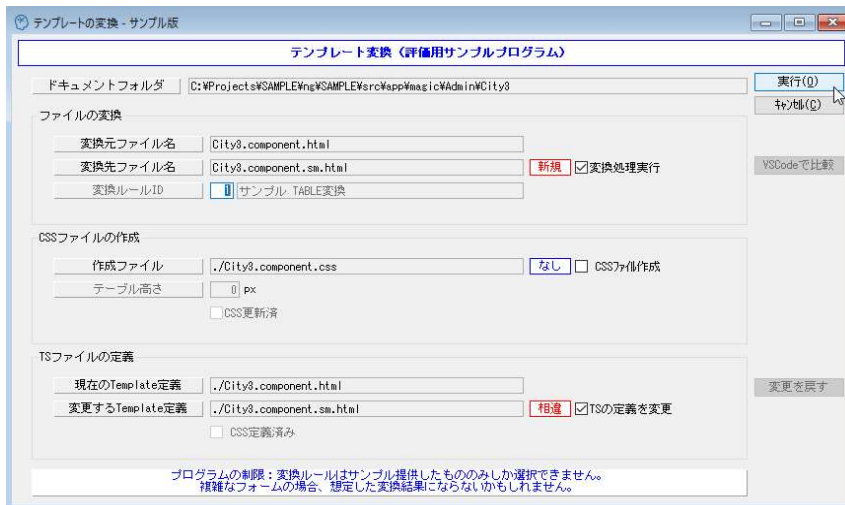 テンプレートの変換 - サンプル版
テンプレート変換（評価用サンプルプログラム）
ドキュメントフォルダ C:¥Projects¥SAMPLE¥ng¥SAMPLE¥src¥app¥magic¥Admin¥City3 実行(O)
ｷｬﾝｾﾙ(C)
ファイルの変換
変換元ファイル名 City3.component.html
変換先ファイル名 City3.component.sm.html 新規 変換処理実行 VSCodeで比較
変換ルールID 1 サンプル TABLE変換
CSSファイルの作成
作成ファイル ./City3.component.css なし CSSﾌｧｲﾙ作成
テーブル高さ 0 px
CSS更新済
TSファイルの定義
現在のTemplate定義 ./City3.component.html 変更を戻す
変更するTemplate定義 ./City3.component.sm.html 相違 TSの定義を変更
CSS定義済み
プログラムの制限：変換ルールはサンプル提供したもののみしか選択できません。
複雑なフォームの場合、想定した変換結果にならないかもしれません。